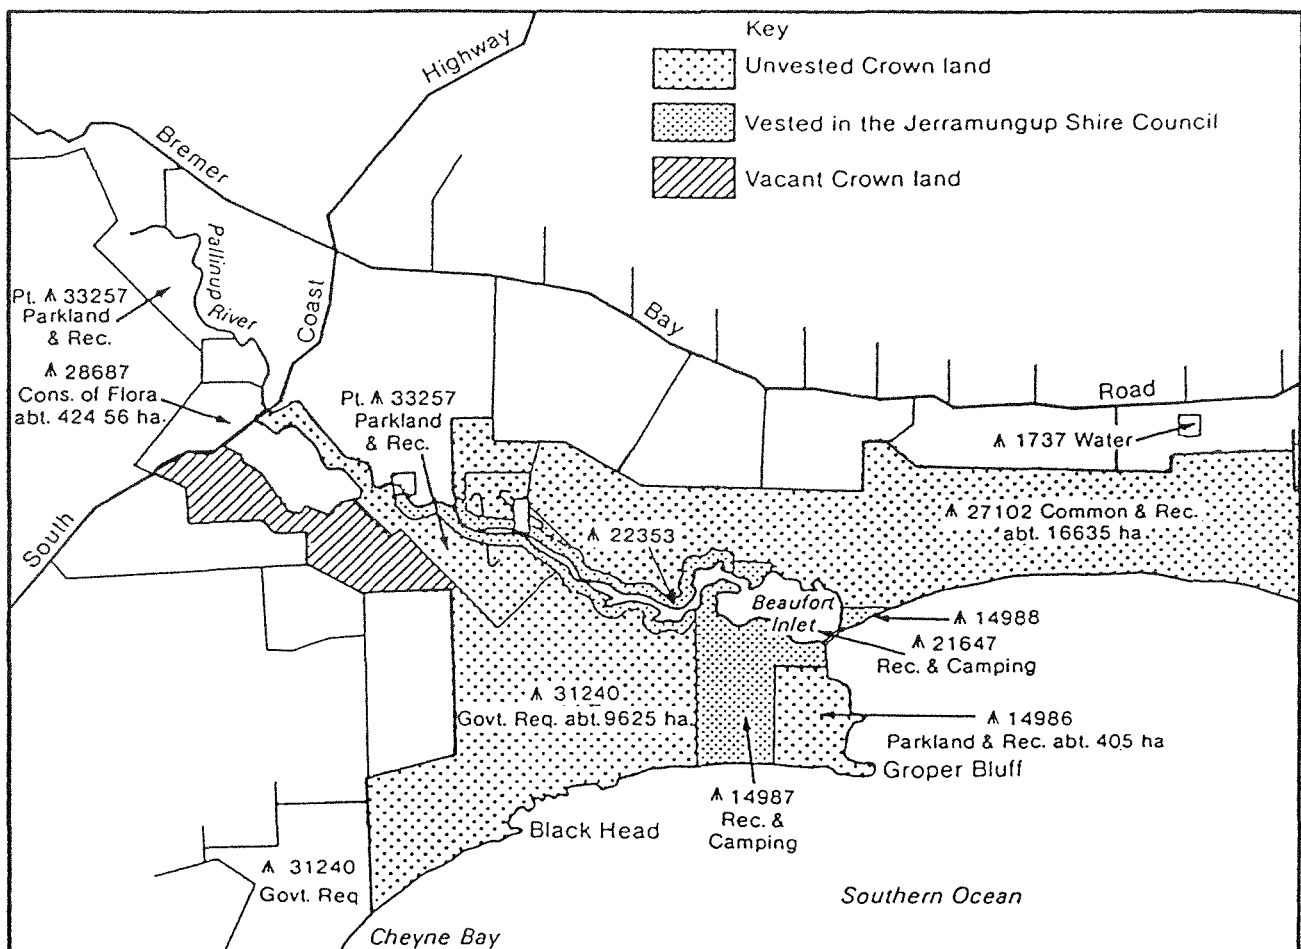 Key
Unvested Crown land
Vested in the Jerramungup Shire Council
Vacant Crown land
Highway
Bremer
Pallinup
River
Coast
Pt. 33257
Parkland
& Rec.
28687
Cons. of Flora
abt. 424 56 ha.
Bay
Road
Pt. 33257
Parkland
& Rec.
1737 Water
27102 Common & Rec.
abt. 16635 ha.
22353
South
Beaufort
Inlet
14988
21647
Rec. & Camping
31240
Govt. Req. abt. 9625 ha.
14986
Parkland & Rec. abt. 405 ha
Groper Bluff
14987
Rec. &
Camping
Black Head
31240
Govt. Req
Southern Ocean
Cheyne Bay